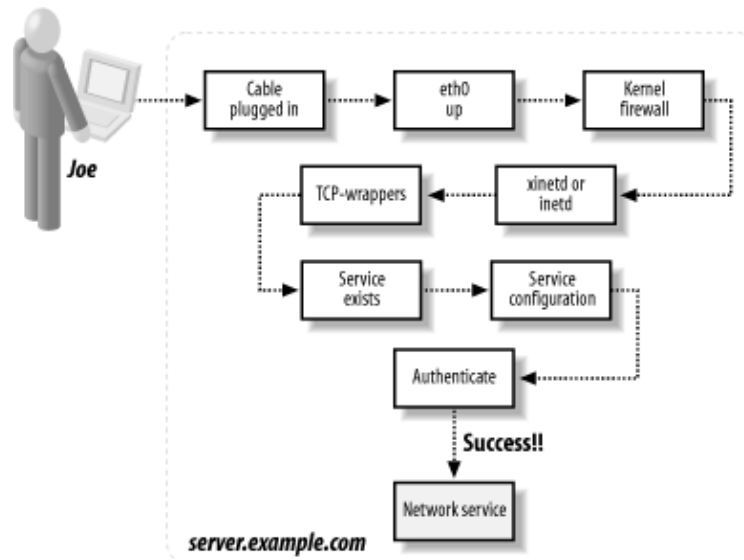 Joe
Cable
plugged in
eth0
up
Kernel
firewall
xinetd or
inetd
TCP-wrappers
Service
exists
Service
configuration
Authenticate
Success!!
Network service
server.example.com